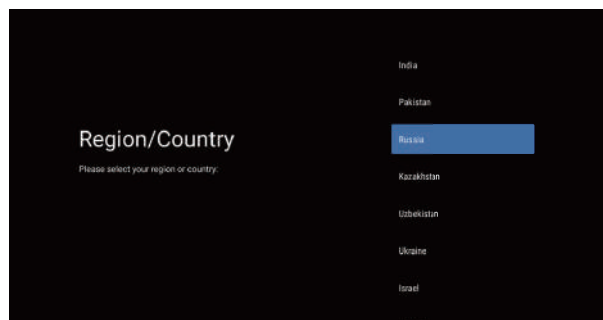 Region/Country
Please select your region or country:
India
Pakistan
Russia
Kazakhstan
Uzbekistan
Ukraine
Israel